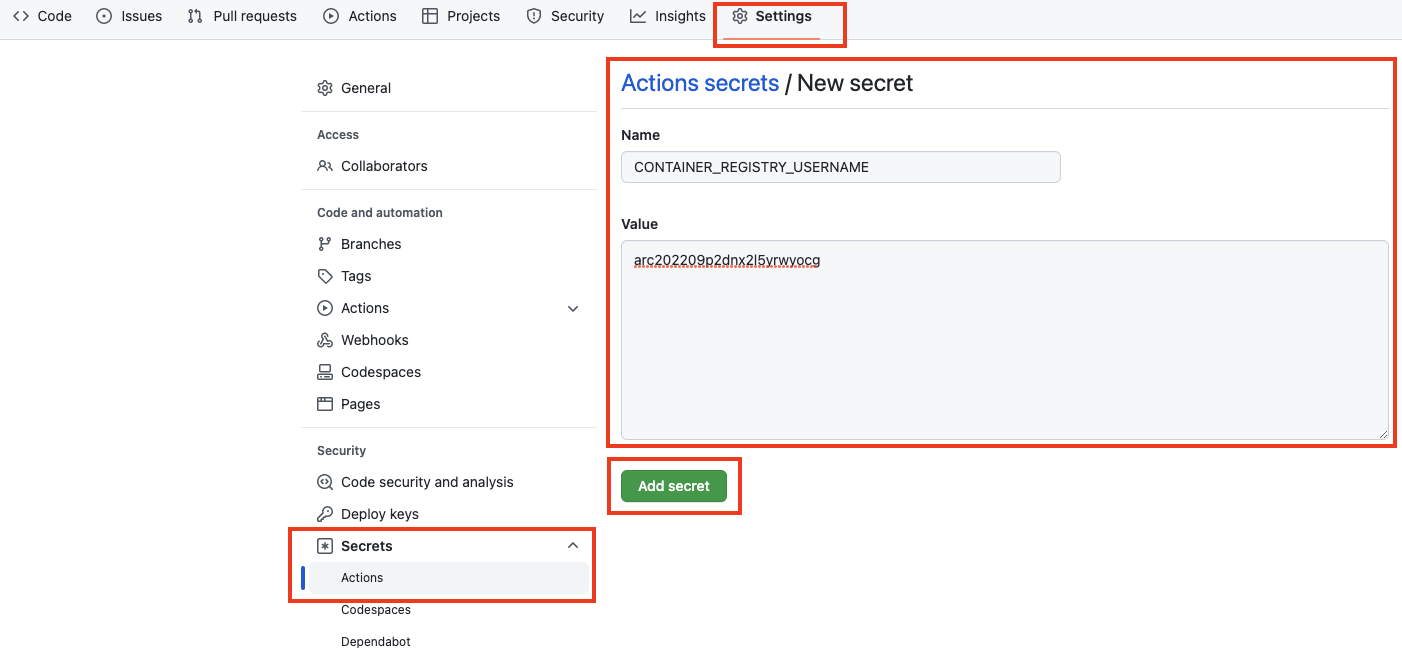 Code Issues Pull requests Actions Projects Security Insights Settings
General
Access
Collaborators
Code and automation
Branches
Tags
Actions
Webhooks
Codespaces
Pages
Security
Code security and analysis
Deploy keys
Secrets
Actions
Codespaces
Dependabot
Actions secrets / New secret
Name
CONTAINER_REGISTRY_USERNAME
Value
arc202209p2dnx2l5yrwyocg
Add secret